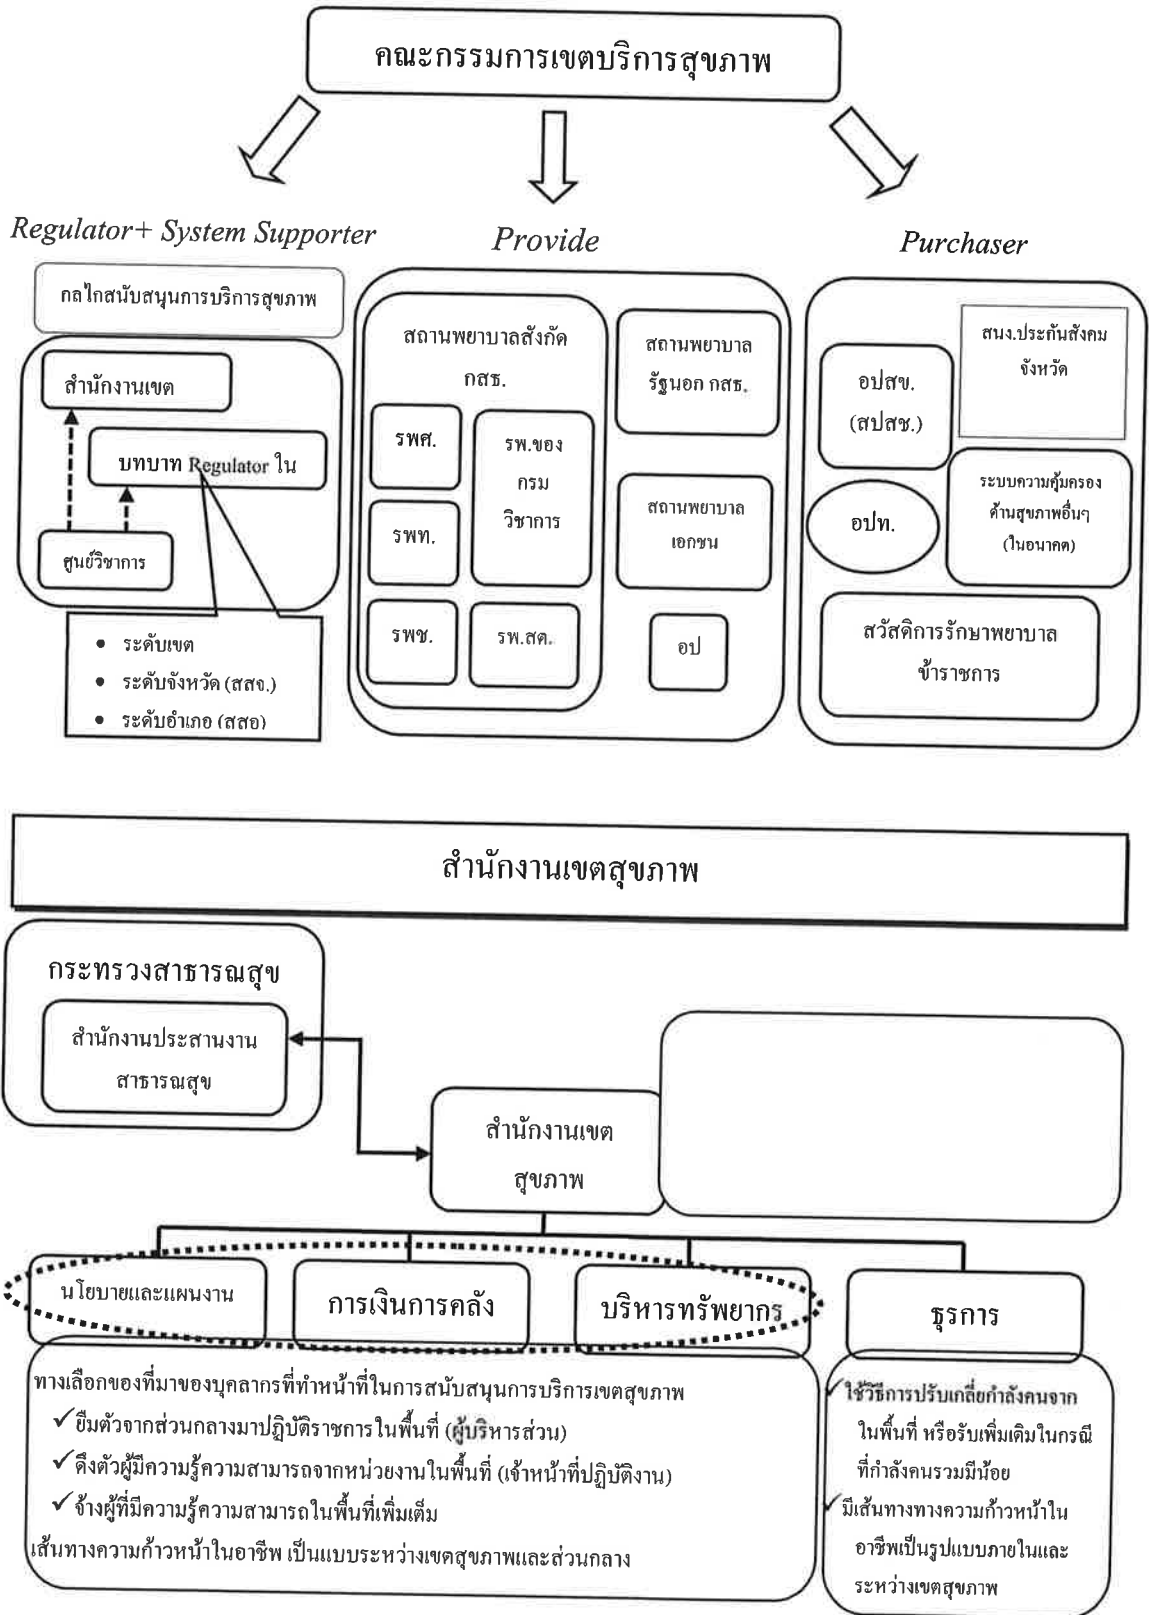 คณะกรรมการเขตบริการสุขภาพ
Regulator+ System Supporter
กลไกสนับสนุนการบริการสุขภาพ
สำนักงานเขต
บทบาท Regulator ใน
ศูนย์วิชาการ
• ระดับเขต
• ระดับจังหวัด (สสจ.)
• ระดับอำเภอ (สสอ)
Provide
สถานพยาบาลสังกัด
กสธ.
รพศ.
รพท.
รพช.
รพ.ของ
กรม
วิชาการ
รพ.สต.
สถานพยาบาล
รัฐนอก กสธ.
สถานพยาบาล
เอกชน
อป
Purchaser
อปสข.
(สปสช.)
สนง.ประกันสังคม
จังหวัด
อปท.
ระบบความคุ้มครอง
ด้านสุขภาพอื่นๆ
(ในอนาคต)
สวัสดิการรักษาพยาบาล
ข้าราชการ
สำนักงานเขตสุขภาพ
กระทรวงสาธารณสุข
สำนักงานประสานงาน
สาธารณสุข
สำนักงานเขต
สุขภาพ
นโยบายและแผนงาน
การเงินการคลัง
บริหารทรัพยากร
ธุรการ
ทางเลือกของที่มาของบุคลากรที่ทำหน้าที่ในการสนับสนุนการบริการเขตสุขภาพ
✓ยืมตัวจากส่วนกลางมาปฏิบัติราชการในพื้นที่ (ผู้บริหารส่วน)
✓ดึงตัวผู้มีความรู้ความสามารถจากหน่วยงานในพื้นที่ (เจ้าหน้าที่ปฏิบัติงาน)
✓จ้างผู้ที่มีความรู้ความสามารถในพื้นที่เพิ่มเต็ม
เส้นทางความก้าวหน้าในอาชีพ เป็นแบบระหว่างเขตสุขภาพและส่วนกลาง
✓ใช้วิธีการปรับเกลี่ยกำลังคนจาก
ในพื้นที่ หรือรับเพิ่มเติมในกรณี
ที่กำลังคนรวมมีน้อย
✓มีเส้นทางทางความก้าวหน้าใน
อาชีพเป็นรูปแบบภายในและ
ระหว่างเขตสุขภาพ